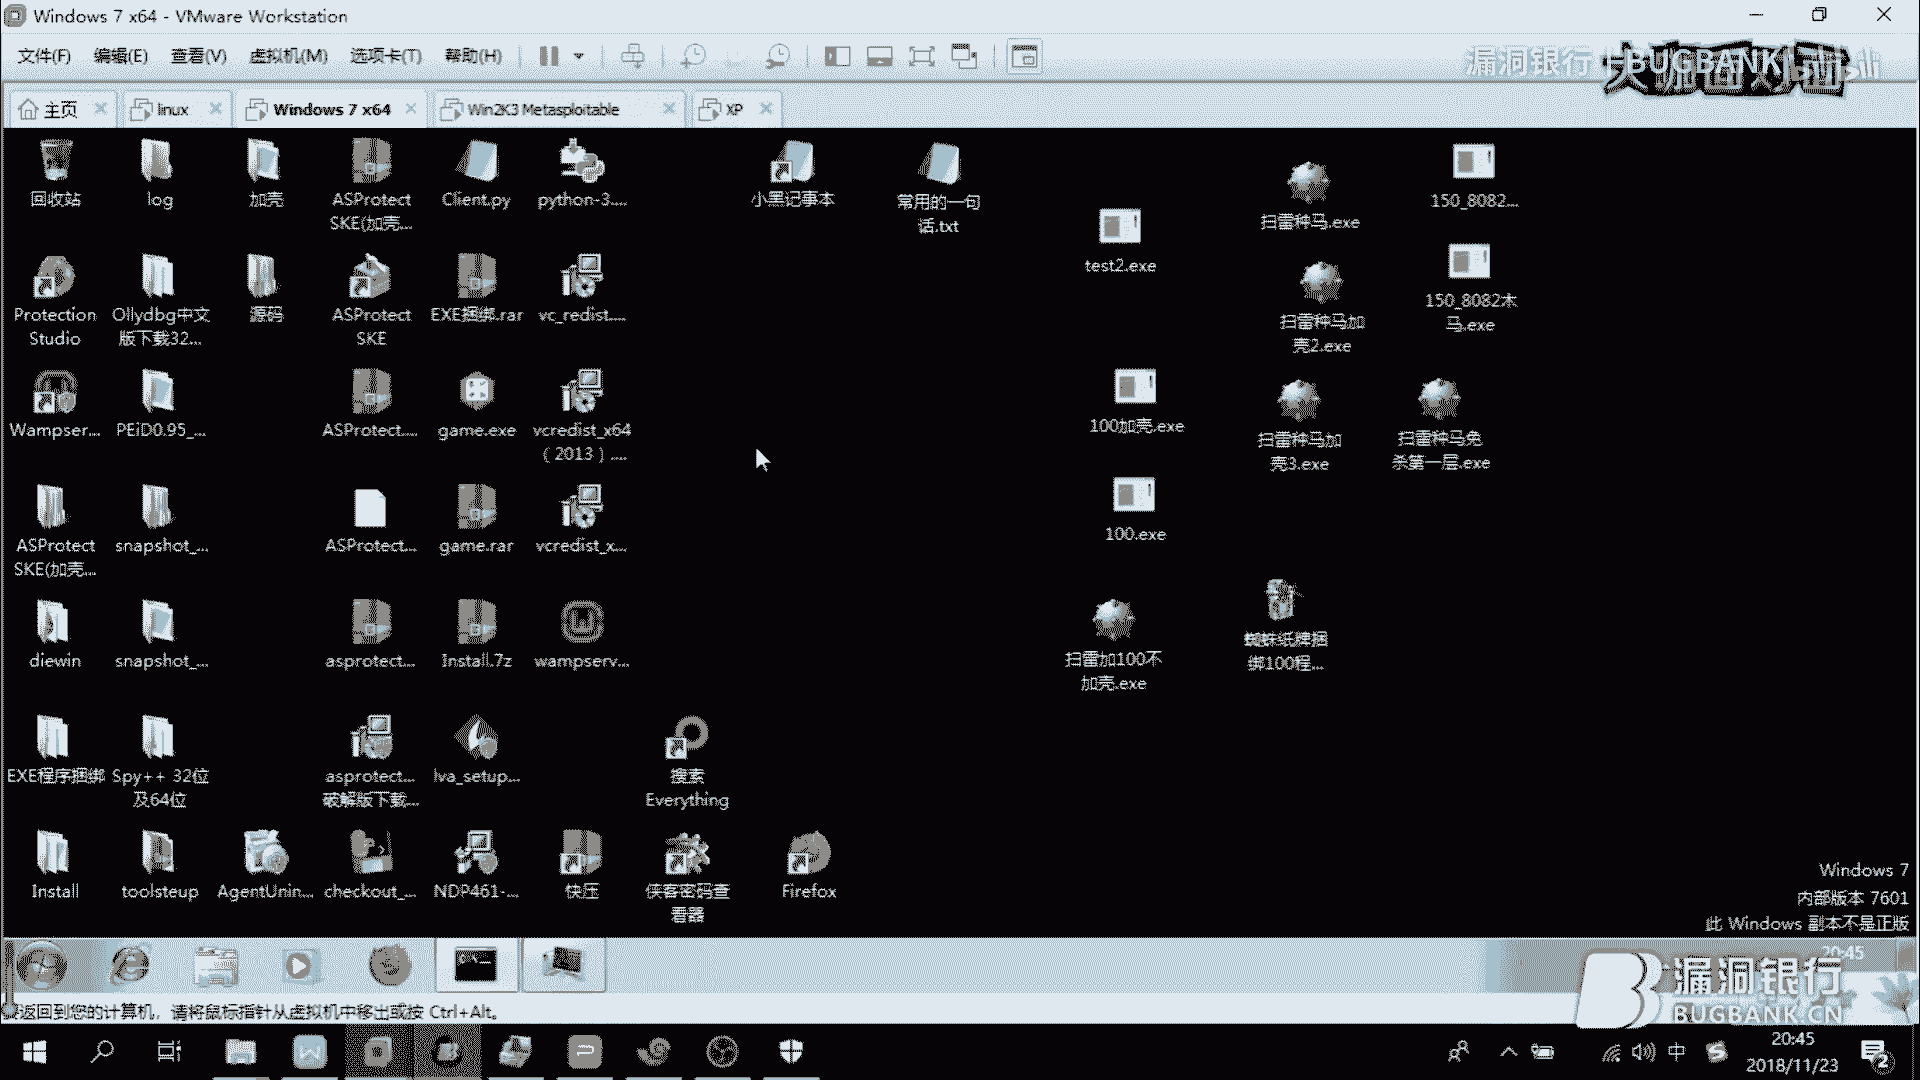 Windows 7 x64 - VMware Workstation
文件(F) 编辑(E) 查看(V) 虚拟机(M) 选项卡(T) 帮助(H)
漏洞银行 BUGBANK 大咖面对面
主页 linux Windows 7 x64 Win2K3 Metasploitable XP
回收站 log 加壳 ASProtect Client.py python-3.... 小黑记事本 常用的一句
SKE(加壳... 话.txt
扫雷种马.exe 150_8082...
test2.exe
Protection Ollydbg中文 源码 ASProtect EXE捆绑.rar vc_redist....
Studio 版下载32... SKE
扫雷种马加 150_8082木
壳2.exe 马.exe
Wampser... PEiD0.95_... ASProtect.... game.exe vcredist_x64
(2013)....
100加壳.exe 扫雷种马加 扫雷种马免
壳3.exe 杀第一层.exe
ASProtect snapshot_... ASProtect... game.rar vcredist_x...
SKE(加壳...
100.exe
diewin snapshot_... asprotect... Install.7z wampserv...
扫雷加100不 蜘蛛纸牌捆
加壳.exe 绑100程...
EXE程序捆绑 Spy++ 32位 asprotect... lva_setup... 搜索
及64位 破解版下载... Everything
Install toolsteup AgentUnin... checkout_... NDP461-... 快压 侠客密码查 Firefox
看器
Windows 7
内部版本 7601
此 Windows 副本不是正版
20:45
漏洞银行
BUGBANK.CN
返回到您的计算机，请将鼠标指针从虚拟机中移出或按 Ctrl+Alt。
中
20:45
2018/11/23
2